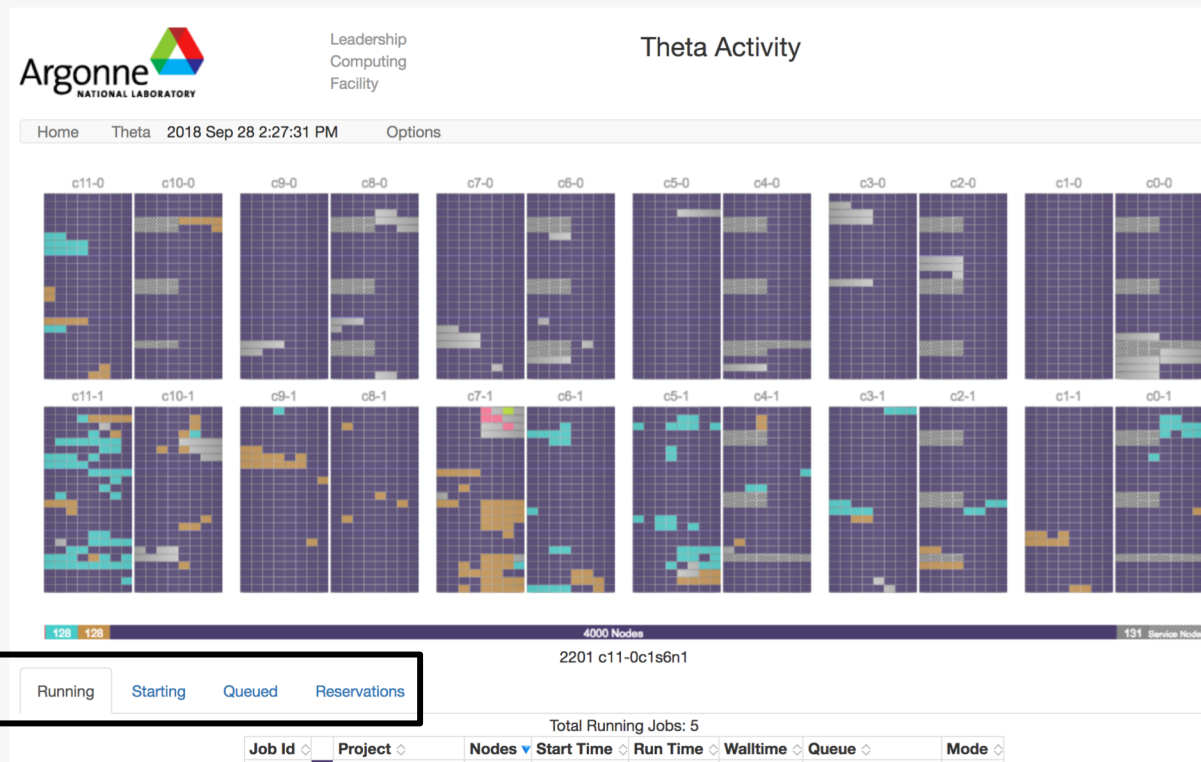 Argonne
NATIONAL LABORATORY
Leadership
Computing
Facility
Theta Activity
Home Theta 2018 Sep 28 2:27:31 PM Options
c11-0 c10-0 c9-0 c8-0 c7-0 c6-0 c5-0 c4-0 c3-0 c2-0 c1-0 c0-0
c11-1 c10-1 c9-1 c8-1 c7-1 c6-1 c5-1 c4-1 c3-1 c2-1 c1-1 c0-1
128 128 4000 Nodes 131 Service Node
2201 c11-0c1s6n1
Running Starting Queued Reservations
Total Running Jobs: 5
Job Id Project Nodes Start Time Run Time Walltime Queue Mode